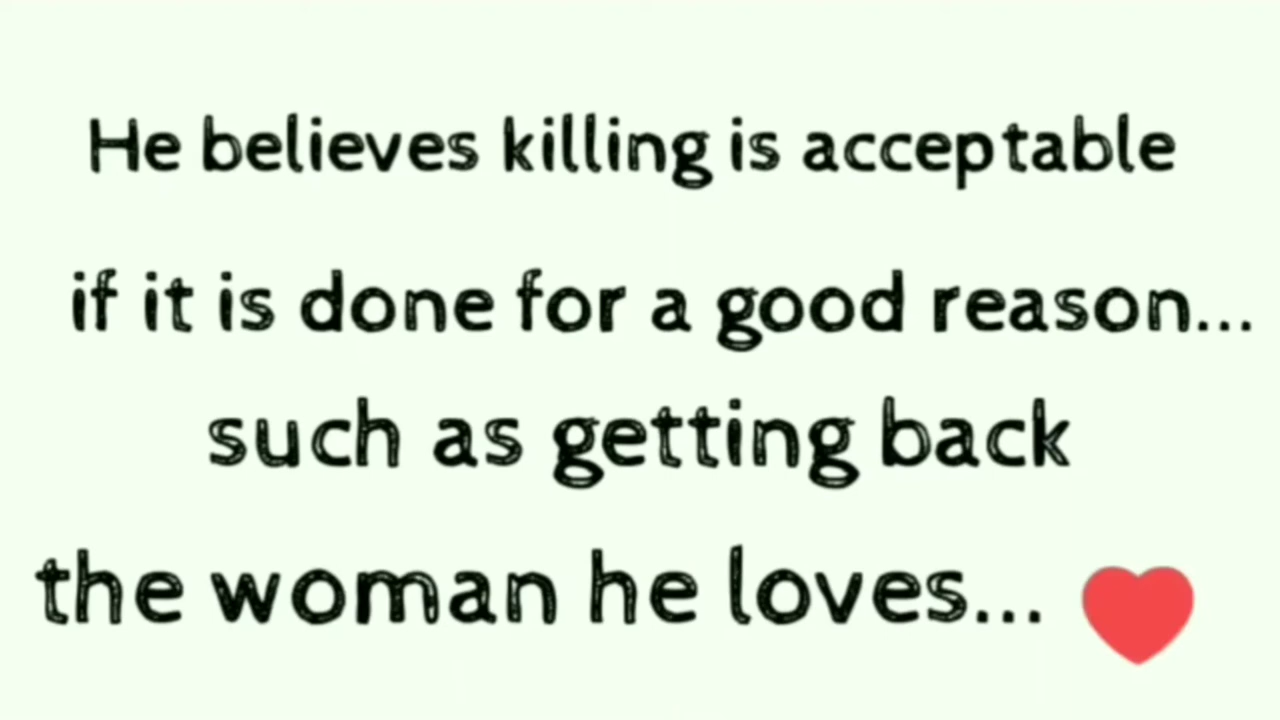 He believes killing is acceptable
if it is done for a good reason...
such as getting back
the woman he loves...